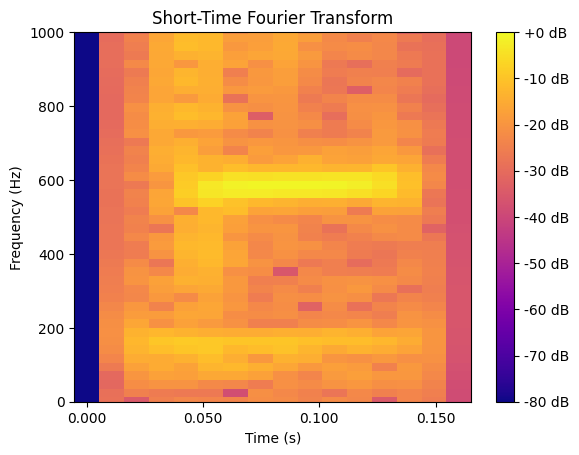 Short-Time Fourier Transform
1000
800
600
400
200
0
Frequency (Hz)
0.000
0.050
0.100
0.150
Time (s)
+0 dB
-10 dB
-20 dB
-30 dB
-40 dB
-50 dB
-60 dB
-70 dB
-80 dB